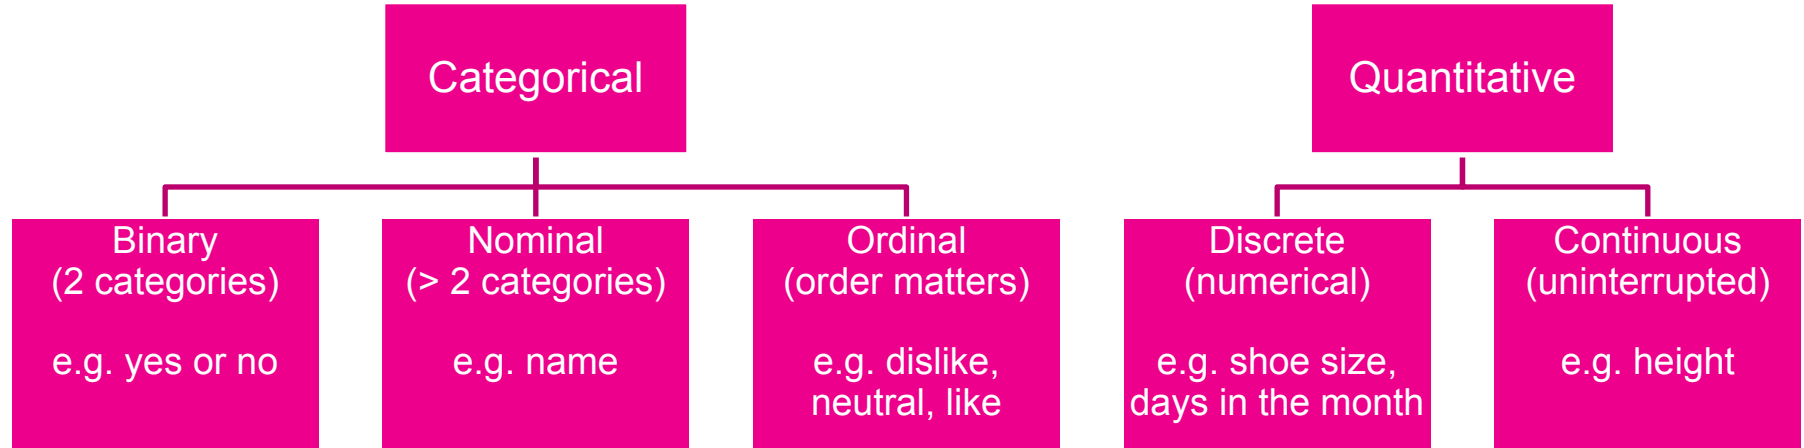 Categorical
Quantitative
Binary
(2 categories)
e.g. yes or no
Nominal
(> 2 categories)
e.g. name
Ordinal
(order matters)
e.g. dislike,
neutral, like
Discrete
(numerical)
e.g. shoe size,
days in the month
Continuous
(uninterrupted)
e.g. height